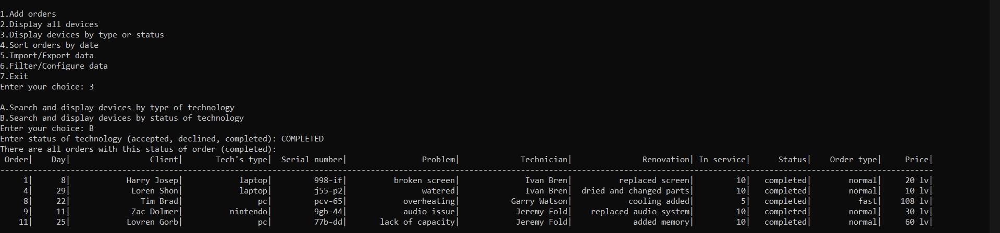 1.Add orders
2.Display all devices
3.Display devices by type or status
4.Sort orders by date
5.Import/Export data
6.Filter/Configure data
7.Exit
Enter your choice: 3
A.Search and display devices by type of technology
B.Search and display devices by status of technology
Enter your choice: B
Enter status of technology (accepted, declined, completed): COMPLETED
There are all orders with this status of order (completed):
Order| Day| Client| Tech's type| Serial number| Problem| Technician| Renovation| In service| Status| Order type| Price|
1| 8| Harry Josep| laptop| 998-if| broken screen| Ivan Bren| replaced screen| 10| completed| normal| 20 lv|
4| 29| Loren Shon| laptop| j55-p2| watered| Ivan Bren| dried and changed parts| 10| completed| normal| 10 lv|
8| 22| Tim Brad| pc| pcv-65| overheating| Garry Watson| cooling added| 5| completed| fast| 108 lv|
9| 11| Zac Dolmer| nintendo| 9gb-44| audio issue| Jeremy Fold| replaced audio system| 10| completed| normal| 30 lv|
11| 25| Lovren Gorb| pc| 77b-dd| lack of capacity| Jeremy Fold| added memory| 10| completed| normal| 60 lv|